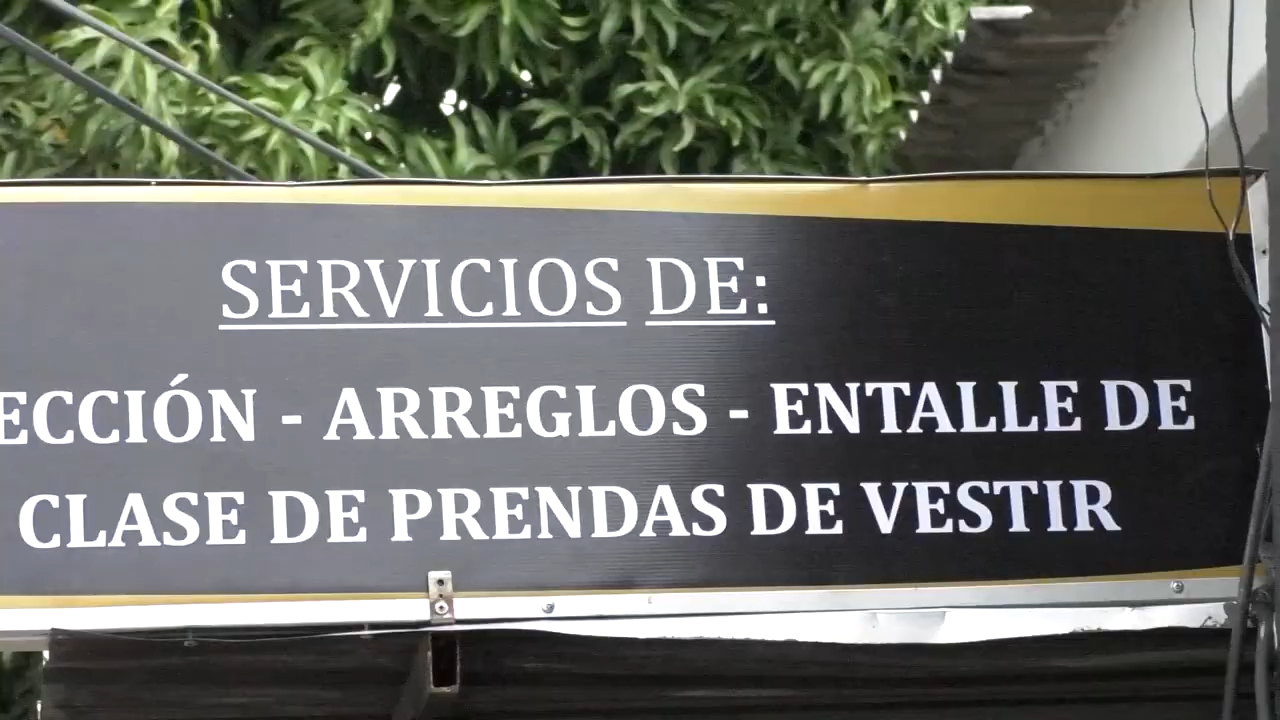 SERVICIOS DE:
ECCIÓN - ARREGLOS - ENTALLE DE
CLASE DE PRENDAS DE VESTIR